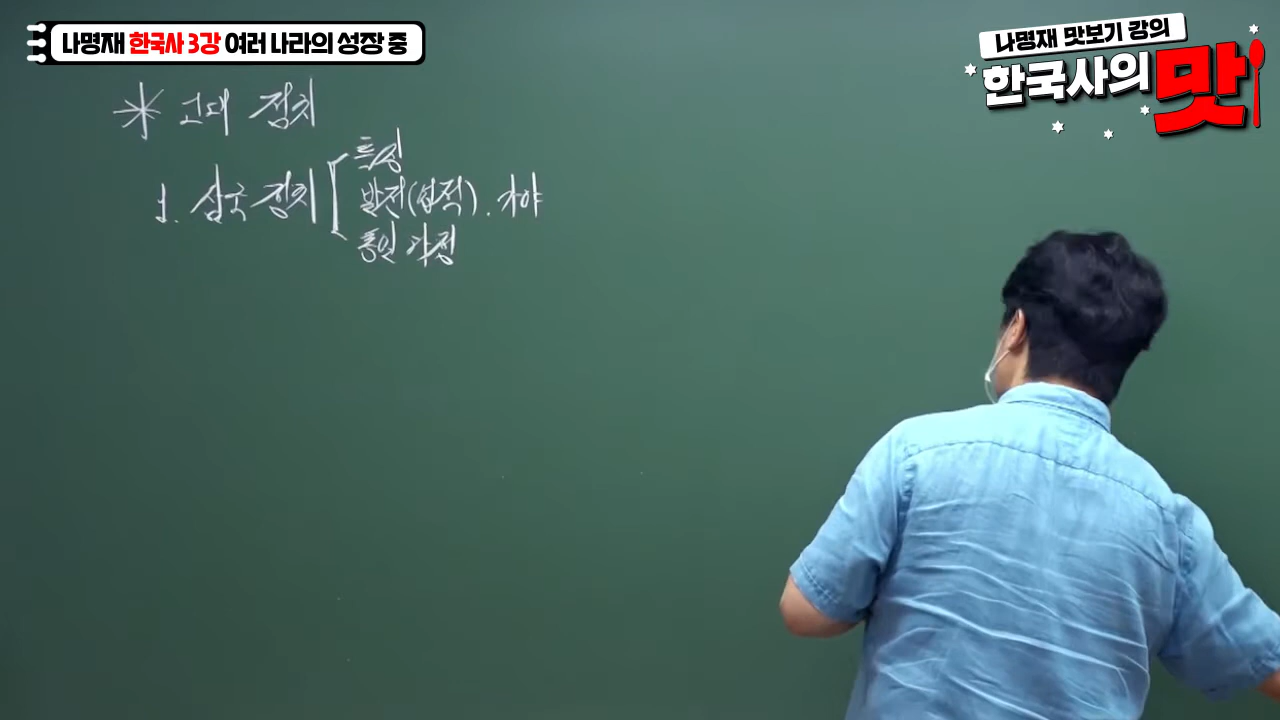 나명재 한국사 3강 여러 나라의 성장 중
나명재 맛보기 강의
한국사의 맛
* 고대 정치
1. 삼국 정치
특징
발전(업적). 가야
통일 과정